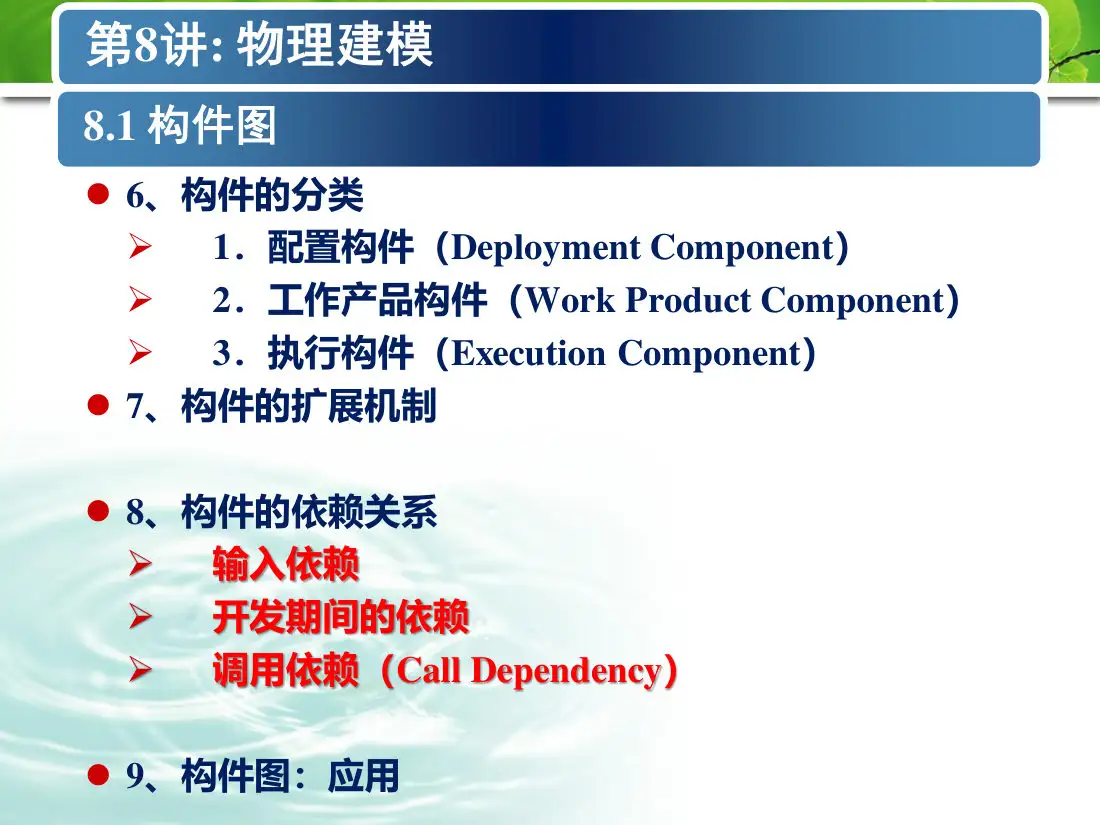 第8讲: 物理建模
8.1 构件图
6、构件的分类
1．配置构件（Deployment Component）
2．工作产品构件（Work Product Component）
3．执行构件（Execution Component）
7、构件的扩展机制
8、构件的依赖关系
输入依赖
开发期间的依赖
调用依赖（Call Dependency）
9、构件图：应用